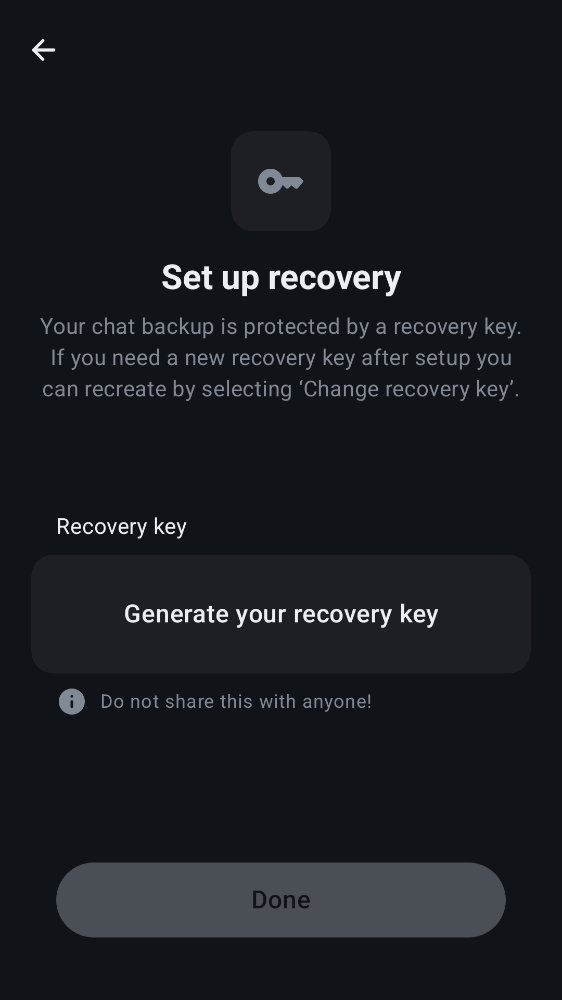 Set up recovery
Your chat backup is protected by a recovery key.
If you need a new recovery key after setup you
can recreate by selecting ‘Change recovery key’.
Recovery key
Generate your recovery key
Do not share this with anyone!
Done